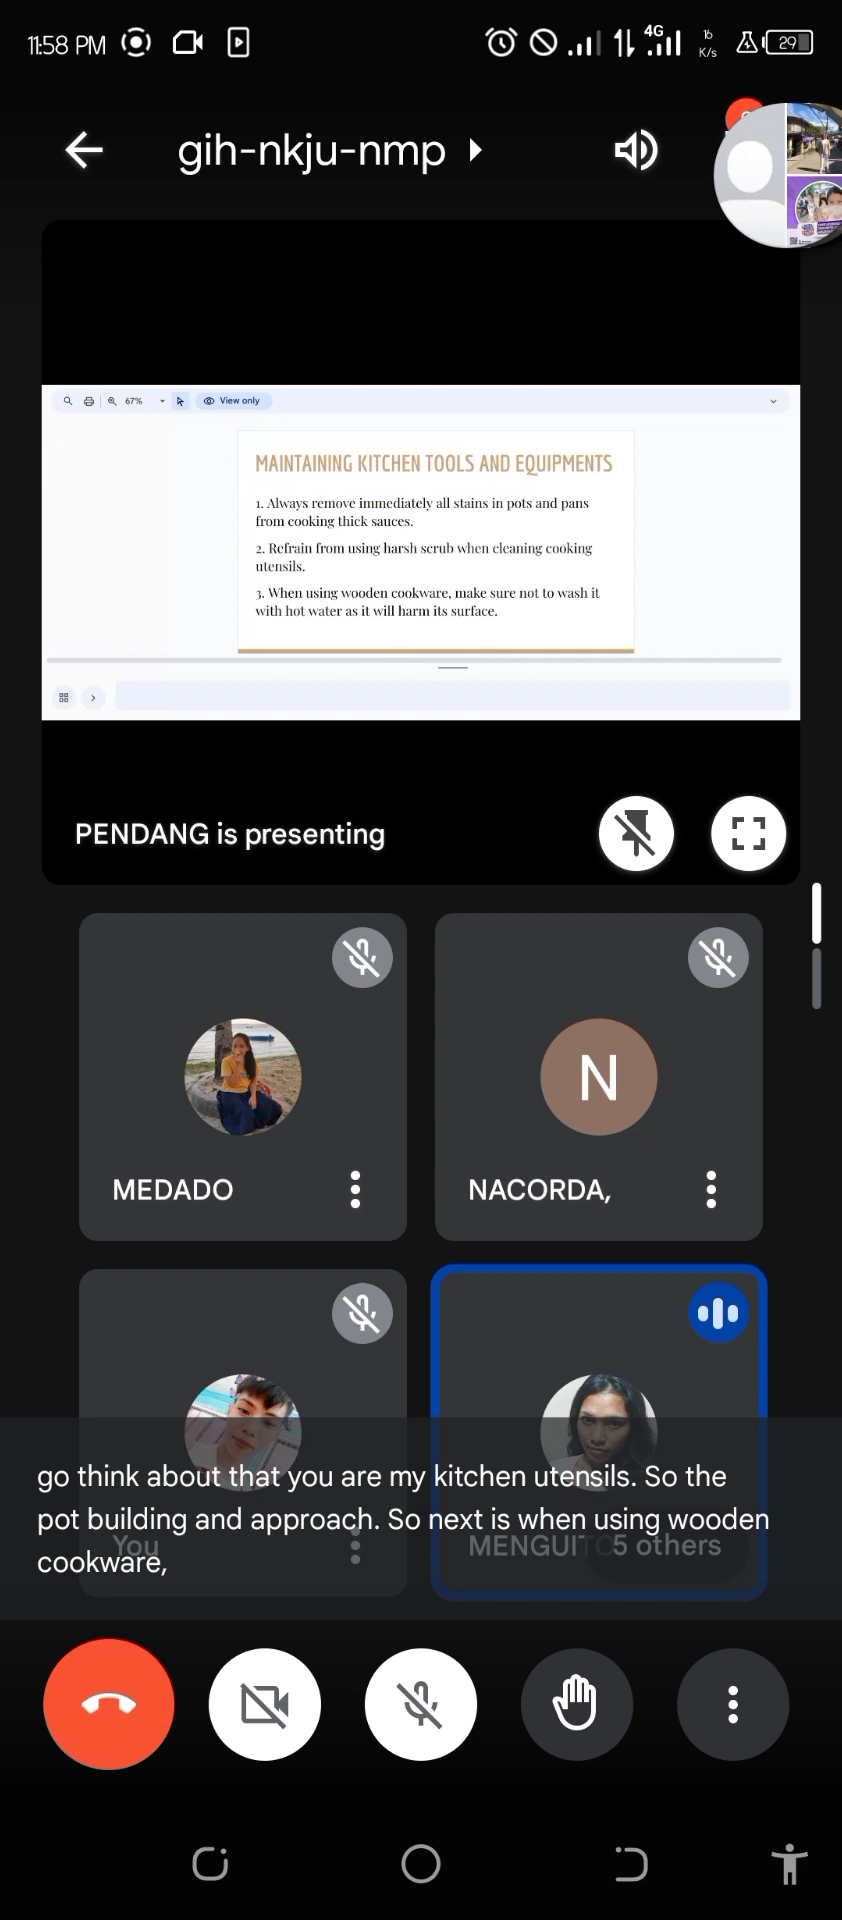 11:58 PM 4G 16 K/s 29
gih-nkju-nmp
67% View only
MAINTAINING KITCHEN TOOLS AND EQUIPMENTS
1. Always remove immediately all stains in pots and pans
from cooking thick sauces.
2. Refrain from using harsh scrub when cleaning cooking
utensils.
3. When using wooden cookware, make sure not to wash it
with hot water as it will harm its surface.
PENDANG is presenting
MEDADO
NACORDA,
N
go think about that you are my kitchen utensils. So the
pot building and approach. So next is when using wooden
cookware,
You
MENGUITO
5 others